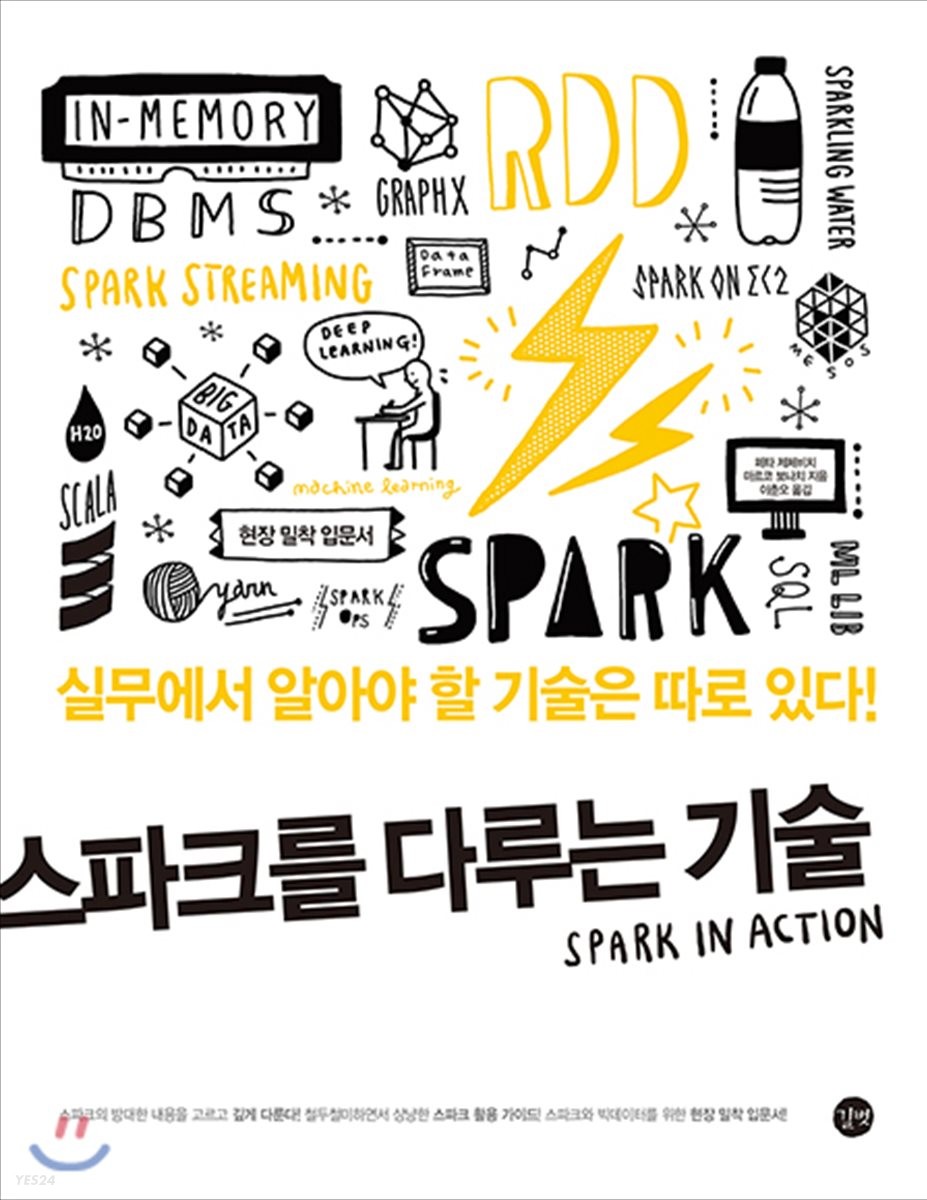 IN-MEMORY
DBMS
GRAPHX
RDD
SPARKLING WATER
SPARK STREAMING
Data
Frame
SPARK ON EC2
MESOS
DEEP
LEARNING!
BIG
DA TA
H2O
machine learning
페타 제체비치
마르코 보나치 지음
이춘오 옮김
SCALA
현장 밀착 입문서
yarn
SPARK
OPS
SPARK
SQL
ML LIB
실무에서 알아야 할 기술은 따로 있다!
스파크를 다루는 기술
SPARK IN ACTION
스파크의 방대한 내용을 고르고 깊게 다룬다! 철두철미하면서 상냥한 스파크 활용 가이드! 스파크와 빅데이터를 위한 현장 밀착 입문서!
길벗
YES24